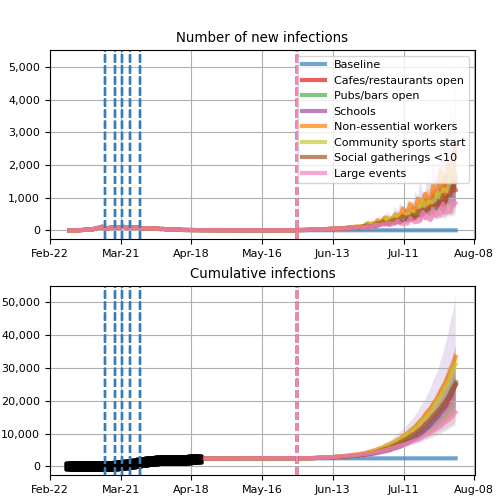 Number of new infections
5,000
4,000
3,000
2,000
1,000
0
Baseline
Cafes/restaurants open
Pubs/bars open
Schools
Non-essential workers
Community sports start
Social gatherings <10
Large events
Feb-22 Mar-21 Apr-18 May-16 Jun-13 Jul-11 Aug-08
Cumulative infections
50,000
40,000
30,000
20,000
10,000
0
Feb-22 Mar-21 Apr-18 May-16 Jun-13 Jul-11 Aug-08